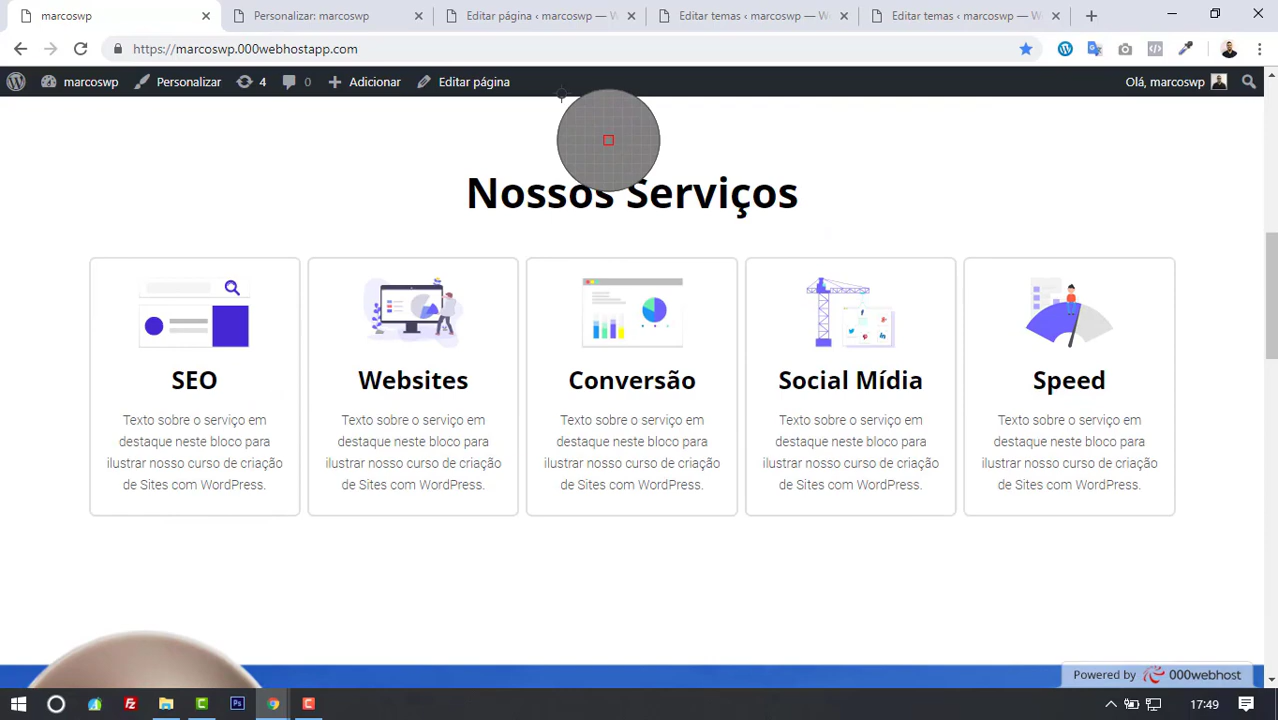 marcoswp
Personalizar: marcoswp
Editar página ‹ marcoswp — W
Editar temas ‹ marcoswp — W
Editar temas ‹ marcoswp — W
https://marcoswp.000webhostapp.com
marcoswp
Personalizar
4
0
Adicionar
Editar página
Olá, marcoswp
Nossos Serviços
SEO
Texto sobre o serviço em
destaque neste bloco para
ilustrar nosso curso de criação
de Sites com WordPress.
Websites
Texto sobre o serviço em
destaque neste bloco para
ilustrar nosso curso de criação
de Sites com WordPress.
Conversão
Texto sobre o serviço em
destaque neste bloco para
ilustrar nosso curso de criação
de Sites com WordPress.
Social Mídia
Texto sobre o serviço em
destaque neste bloco para
ilustrar nosso curso de criação
de Sites com WordPress.
Speed
Texto sobre o serviço em
destaque neste bloco para
ilustrar nosso curso de criação
de Sites com WordPress.
Powered by 000webhost
17:49